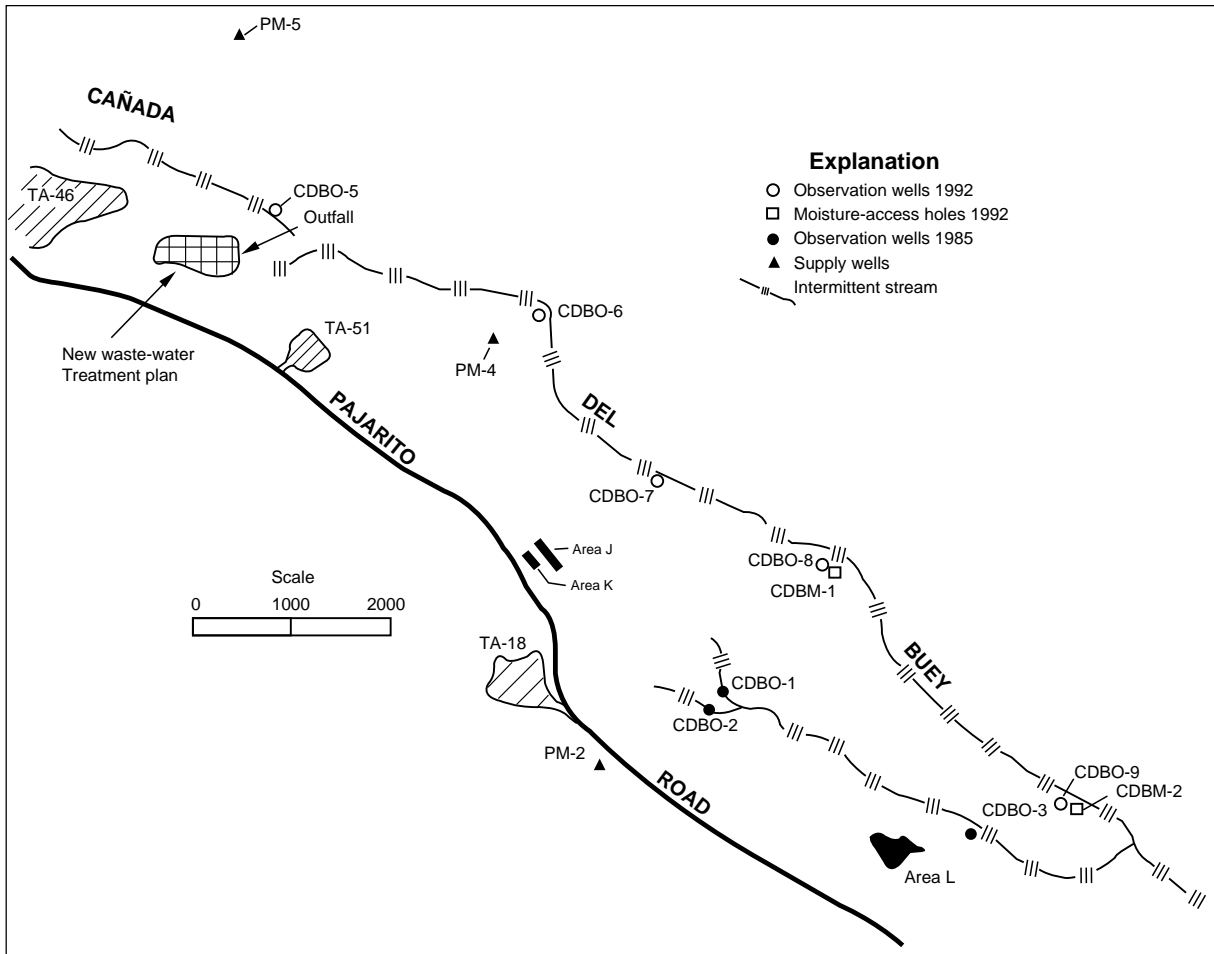 PM-5
CAÑADA
Explanation
Observation wells 1992
Moisture-access holes 1992
Observation wells 1985
Supply wells
Intermittent stream
TA-46
CDBO-5
Outfall
CDBO-6
TA-51
PM-4
New waste-water
Treatment plan
DEL
PAJARITO
CDBO-7
Area J
Area K
CDBO-8
CDBM-1
Scale
0 1000 2000
TA-18
BUEY
CDBO-1
CDBO-2
PM-2
ROAD
CDBO-9
CDBM-2
CDBO-3
Area L